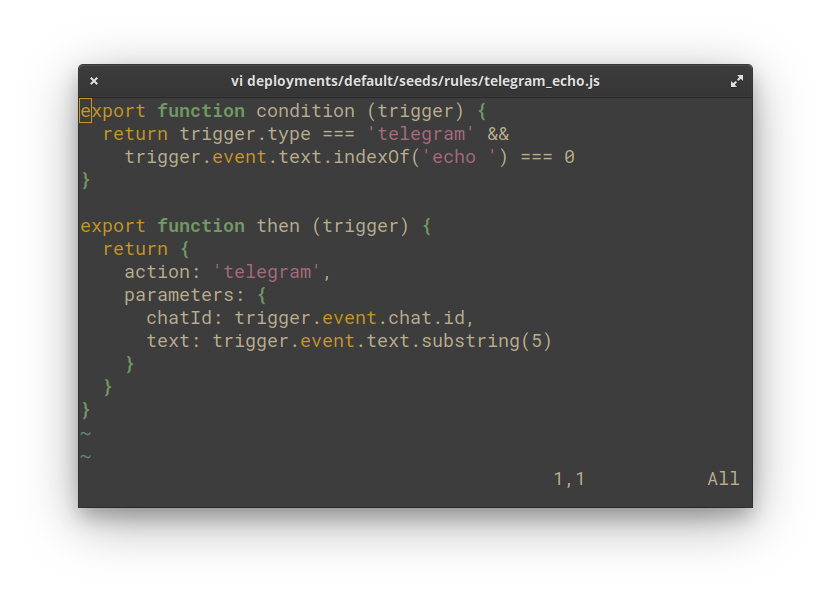 × vi deployments/default/seeds/rules/telegram_echo.js
export function condition (trigger) {
  return trigger.type === 'telegram' &&
    trigger.event.text.indexOf('echo ') === 0
}

export function then (trigger) {
  return {
    action: 'telegram',
    parameters: {
      chatId: trigger.event.chat.id,
      text: trigger.event.text.substring(5)
    }
  }
}
~
~
1,1 All